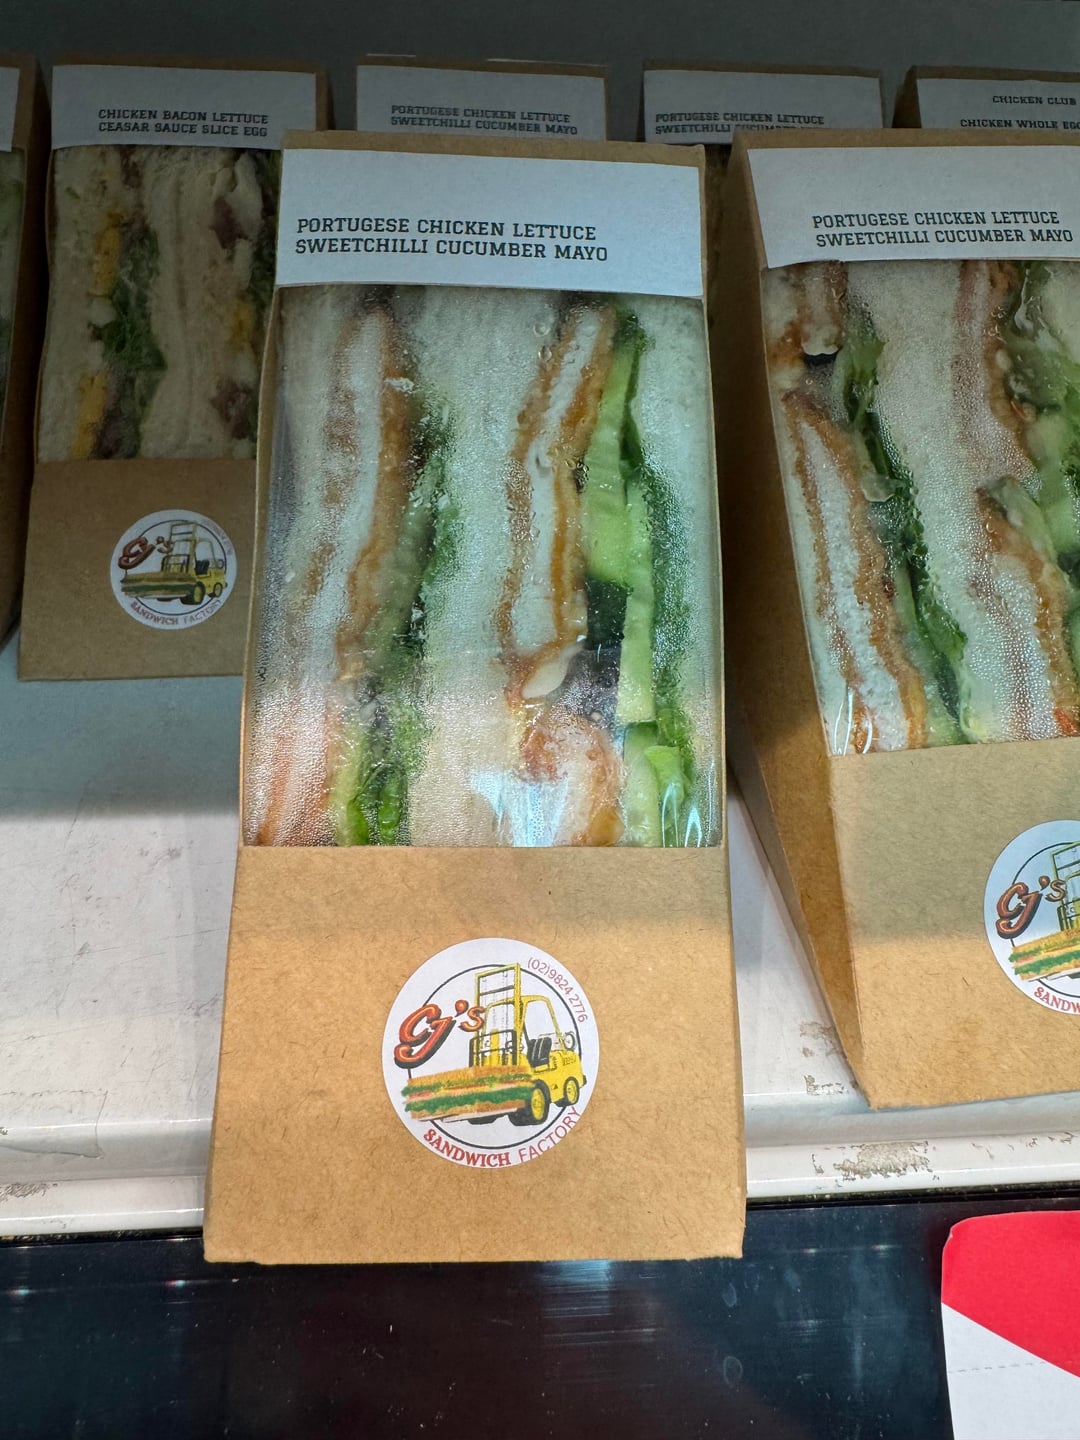 CHICKEN BACON LETTUCE
CEASAR SAUCE SLICE EGG
PORTUGESE CHICKEN LETTUCE
SWEETCHILLI CUCUMBER MAYO
PORTUGESE CHICKEN LETTUCE
SWEETCHILLI CUCUMBER
CHICKEN CLUB
CHICKEN WHOLE EGG
PORTUGESE CHICKEN LETTUCE
SWEETCHILLI CUCUMBER MAYO
PORTUGESE CHICKEN LETTUCE
SWEETCHILLI CUCUMBER MAYO
CJ's
SANDWICH FACTORY
CJ's
(02)9824 2776
SANDWICH FACTORY
CJ's